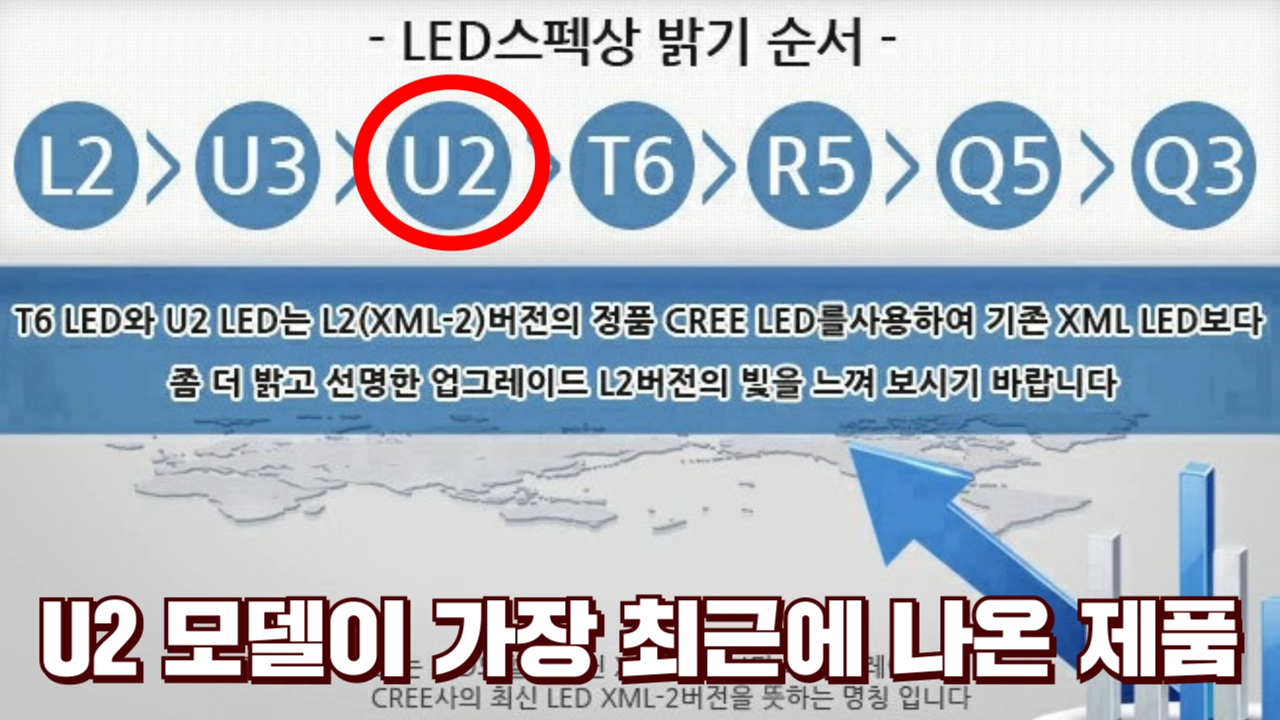 - LED스펙상 밝기 순서 -
L2 > U3 > U2 > T6 > R5 > Q5 > Q3
T6 LED와 U2 LED는 L2(XML-2)버전의 정품 CREE LED를사용하여 기존 XML LED보다
좀 더 밝고 선명한 업그레이드 L2버전의 빛을 느껴 보시기 바랍니다
U2 모델이 가장 최근에 나온 제품
CREE사의 최신 LED XML-2버전을 뜻하는 명칭 입니다